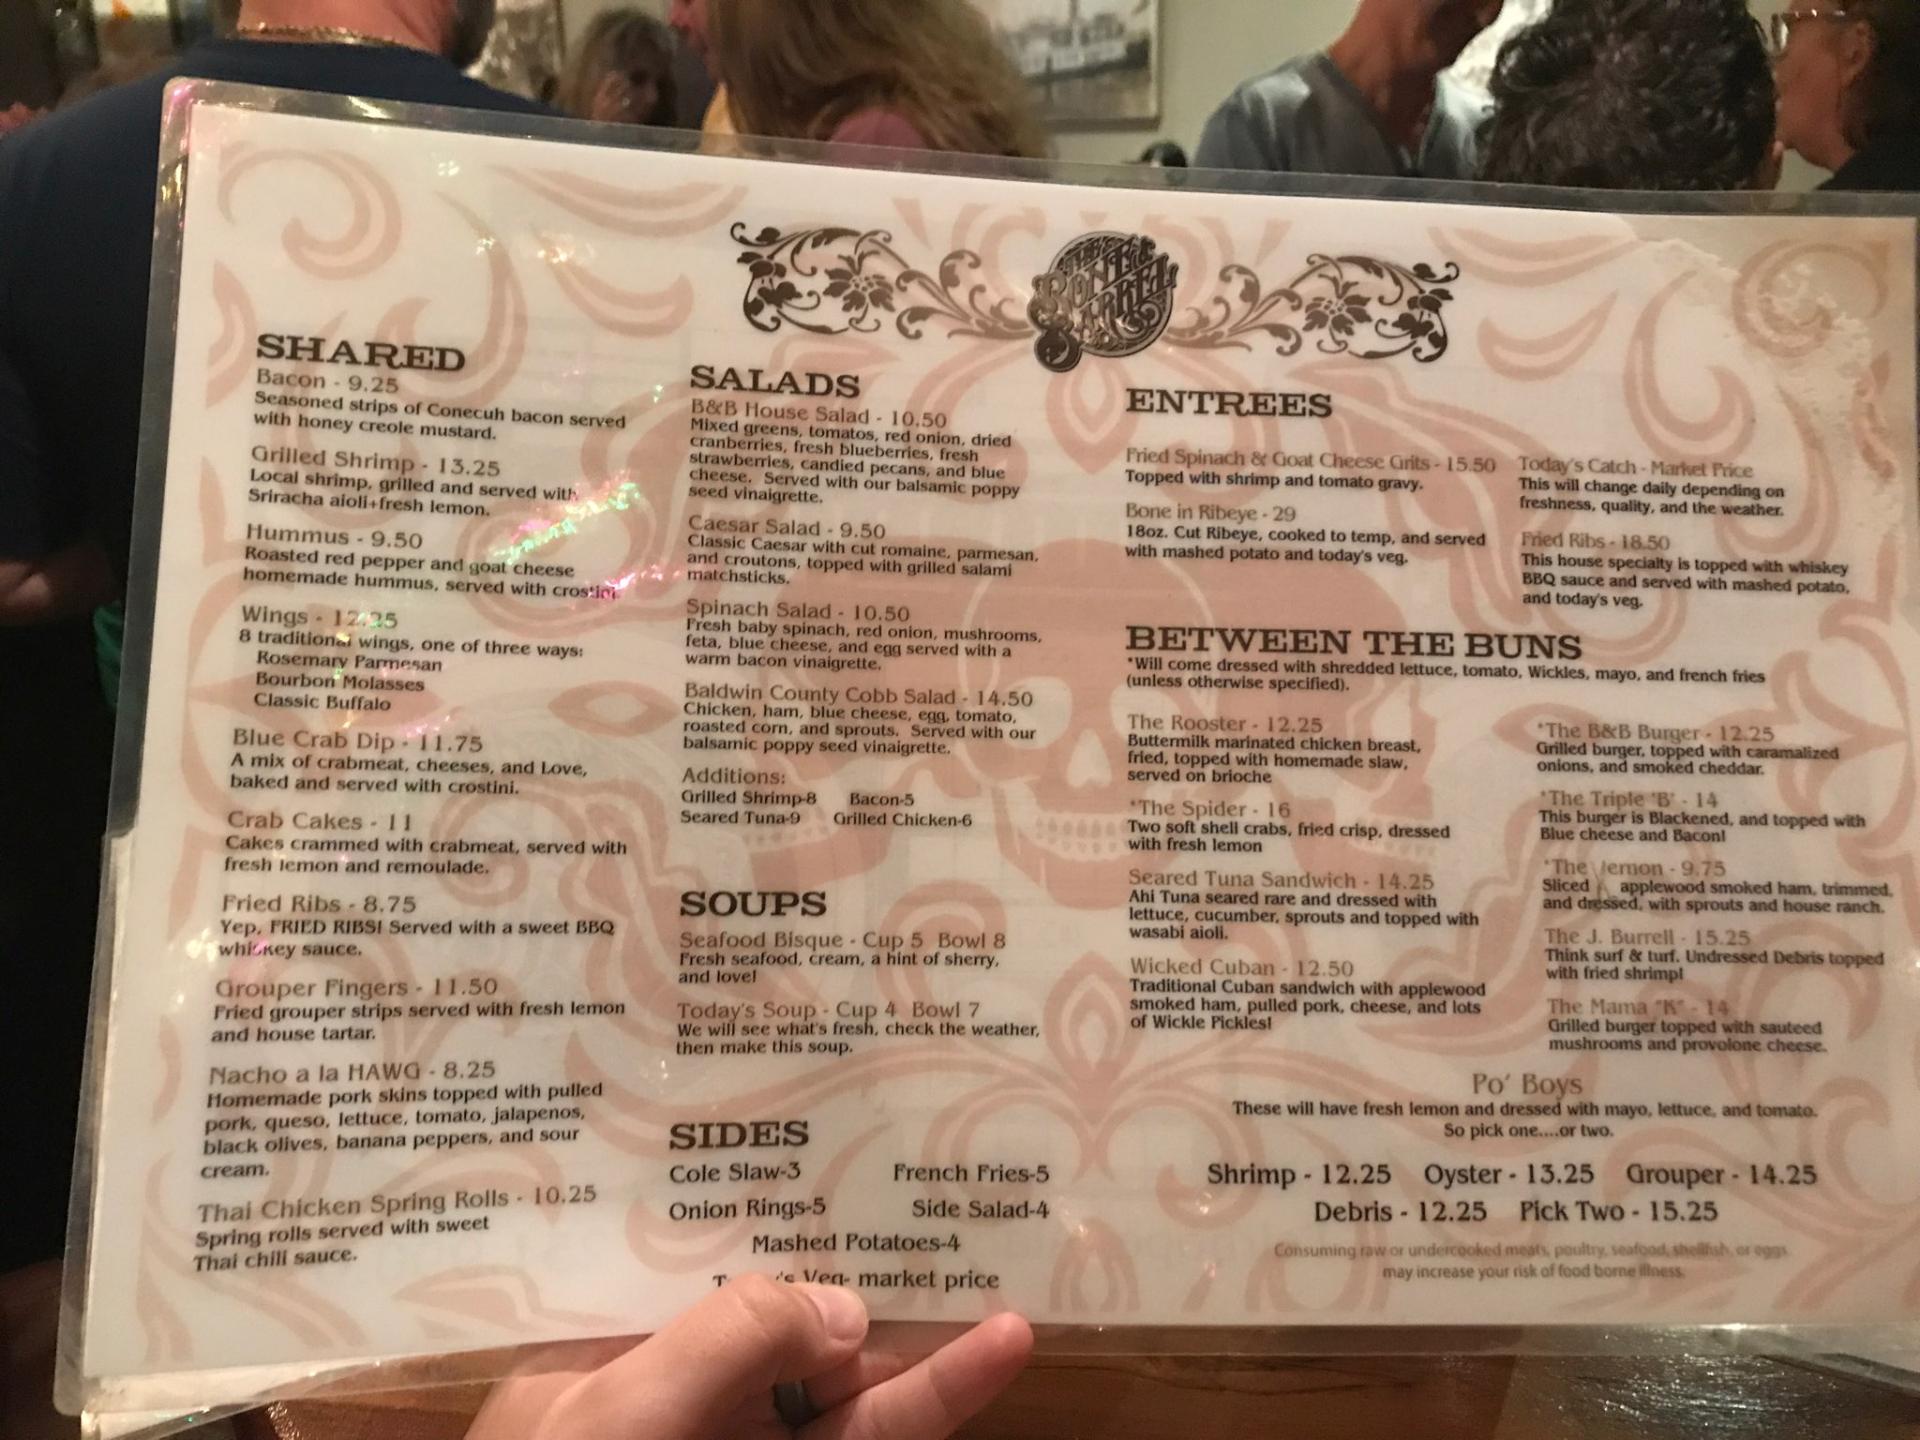 THE
BONE &
BARREL
SHARED
Bacon - 9.25
Seasoned strips of Conecuh bacon served
with honey creole mustard.
Grilled Shrimp - 13.25
Local shrimp, grilled and served with
Sriracha aioli+fresh lemon.
Hummus - 9.50
Roasted red pepper and goat cheese
homemade hummus, served with crostini.
Wings - 12.25
8 traditional wings, one of three ways:
Rosemary Parmesan
Bourbon Molasses
Classic Buffalo
Blue Crab Dip - 11.75
A mix of crabmeat, cheeses, and Love,
baked and served with crostini.
Crab Cakes - 11
Cakes crammed with crabmeat, served with
fresh lemon and remoulade.
Fried Ribs - 8.75
Yep, FRIED RIBS! Served with a sweet BBQ
whiskey sauce.
Grouper Fingers - 11.50
Fried grouper strips served with fresh lemon
and house tartar.
Nacho a la HAWG - 8.25
Homemade pork skins topped with pulled
pork, queso, lettuce, tomato, jalapenos,
black olives, banana peppers, and sour
cream.
Thai Chicken Spring Rolls - 10.25
Spring rolls served with sweet
Thai chili sauce.
SALADS
B&B House Salad - 10.50
Mixed greens, tomatos, red onion, dried
cranberries, fresh blueberries, fresh
strawberries, candied pecans, and blue
cheese. Served with our balsamic poppy
seed vinaigrette.
Caesar Salad - 9.50
Classic Caesar with cut romaine, parmesan,
and croutons, topped with grilled salami
matchsticks.
Spinach Salad - 10.50
Fresh baby spinach, red onion, mushrooms,
feta, blue cheese, and egg served with a
warm bacon vinaigrette.
Baldwin County Cobb Salad - 14.50
Chicken, ham, blue cheese, egg, tomato,
roasted corn, and sprouts. Served with our
balsamic poppy seed vinaigrette.
Additions:
Grilled Shrimp-8 Bacon-5
Seared Tuna-9 Grilled Chicken-6
SOUPS
Seafood Bisque - Cup 5 Bowl 8
Fresh seafood, cream, a hint of sherry,
and love!
Today's Soup - Cup 4 Bowl 7
We will see what's fresh, check the weather,
then make this soup.
SIDES
Cole Slaw-3 French Fries-5
Onion Rings-5 Side Salad-4
Mashed Potatoes-4
Veg- market price
ENTREES
Fried Spinach & Goat Cheese Grits - 15.50
Topped with shrimp and tomato gravy.
Bone in Ribeye - 29
18oz. Cut Ribeye, cooked to temp, and served
with mashed potato and today's veg.
Today's Catch - Market Price
This will change daily depending on
freshness, quality, and the weather.
Fried Ribs - 18.50
This house specialty is topped with whiskey
BBQ sauce and served with mashed potato,
and today's veg.
BETWEEN THE BUNS
*Will come dressed with shredded lettuce, tomato, Wickles, mayo, and french fries
(unless otherwise specified).
The Rooster - 12.25
Buttermilk marinated chicken breast,
fried, topped with homemade slaw,
served on brioche
*The Spider - 16
Two soft shell crabs, fried crisp, dressed
with fresh lemon
Seared Tuna Sandwich - 14.25
Ahi Tuna seared rare and dressed with
lettuce, cucumber, sprouts and topped with
wasabi aioli.
Wicked Cuban - 12.50
Traditional Cuban sandwich with applewood
smoked ham, pulled pork, cheese, and lots
of Wickle Pickles!
*The B&B Burger - 12.25
Grilled burger, topped with caramalized
onions, and smoked cheddar.
*The Triple "B" - 14
This burger is Blackened, and topped with
Blue cheese and Bacon!
*The Vernon - 9.75
Sliced applewood smoked ham, trimmed,
and dressed, with sprouts and house ranch.
The J. Burrell - 15.25
Think surf & turf. Undressed Debris topped
with fried shrimp!
The Mama "K" - 14
Grilled burger topped with sauteed
mushrooms and provolone cheese.
Po' Boys
These will have fresh lemon and dressed with mayo, lettuce, and tomato.
So pick one....or two.
Shrimp - 12.25 Oyster - 13.25 Grouper - 14.25
Debris - 12.25 Pick Two - 15.25
Consuming raw or undercooked meats, poultry, seafood, shellfish, or eggs
may increase your risk of food borne illness.